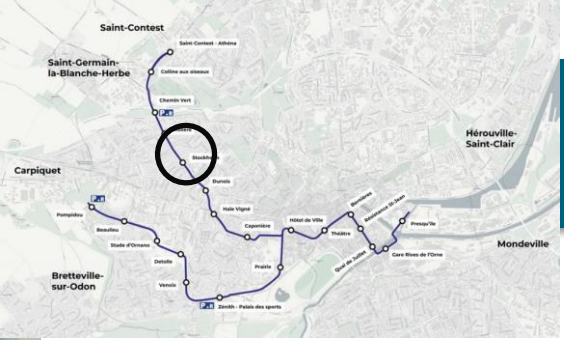 Saint-Contest
Saint-Contest - Athéna
Saint-Germain-
la-Blanche-Herbe
Colline aux oiseaux
Chemin Vert
Hérouville-
Saint-Clair
Carpiquet
Dunois
Haie Vigné
Pompidou
Beaulieu
Caponière
Hôtel de Ville
Bernières
Résistance St-Jean
Presqu'île
Stade d'Ornano
Théâtre
Mondeville
Detolle
Prairie
Quai de Juillet
Gare Rives de l'Orne
Bretteville-
sur-Odon
Venoix
Zénith - Palais des sports